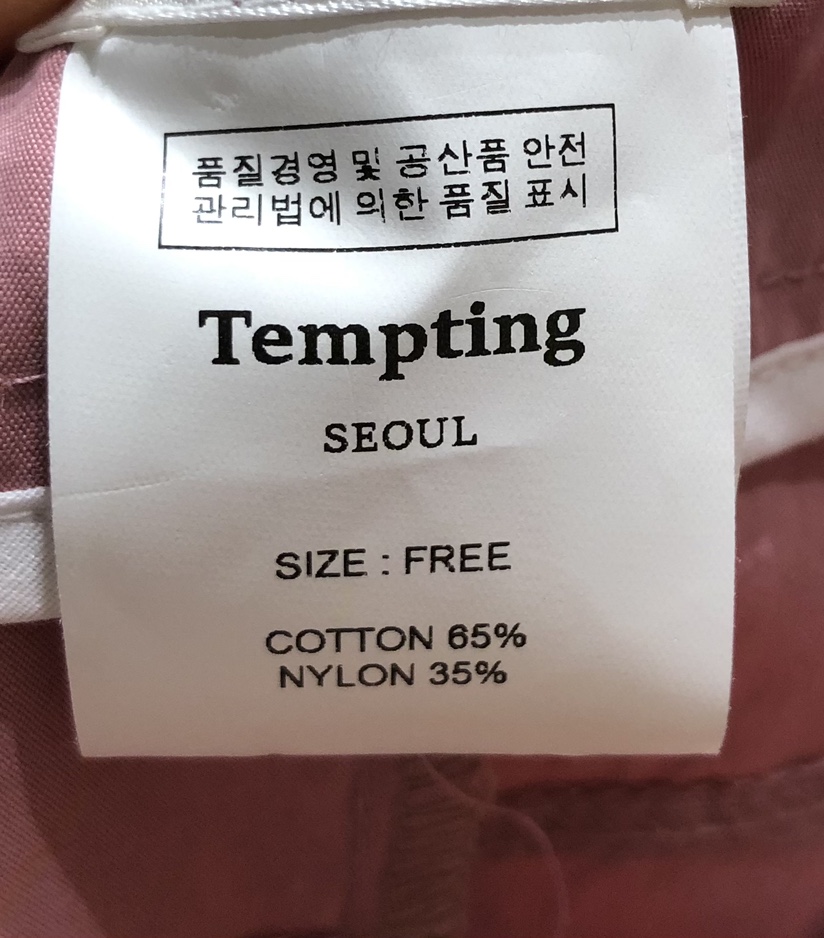 품질경영 및 공산품 안전
관리법에 의한 품질 표시
Tempting
SEOUL
SIZE : FREE
COTTON 65%
NYLON 35%